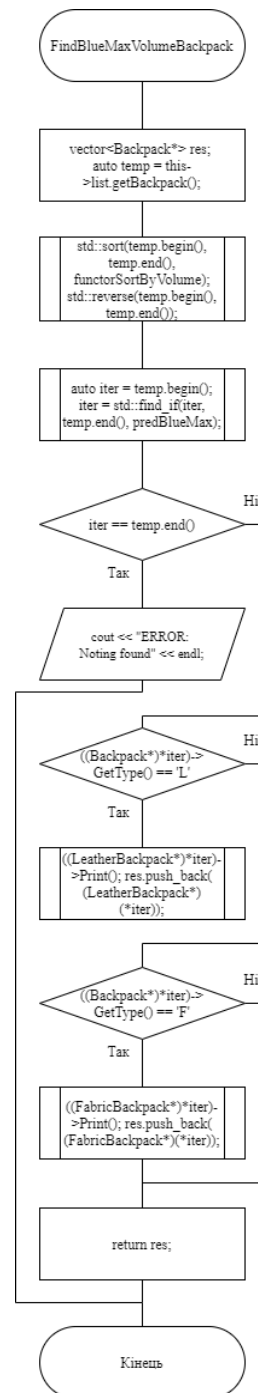 FindBlueMaxVolumeBackpack
vector<Backpack*> res;
auto temp = this-
>list.getBackpack();
std::sort(temp.begin(),
temp.end(),
functorSortByVolume);
std::reverse(temp.begin(),
temp.end());
auto iter = temp.begin();
iter = std::find_if(iter,
temp.end(), predBlueMax);
iter == temp.end()
Ні
Так
cout << "ERROR:
Noting found" << endl;
((Backpack*)*iter)->
GetType() == 'L'
Ні
Так
((LeatherBackpack*)*iter)-
>Print(); res.push_back(
(LeatherBackpack*)
(*iter));
((Backpack*)*iter)->
GetType() == 'F'
Ні
Так
((FabricBackpack*)*iter)-
>Print(); res.push_back(
(FabricBackpack*)(*iter));
return res;
Кінець